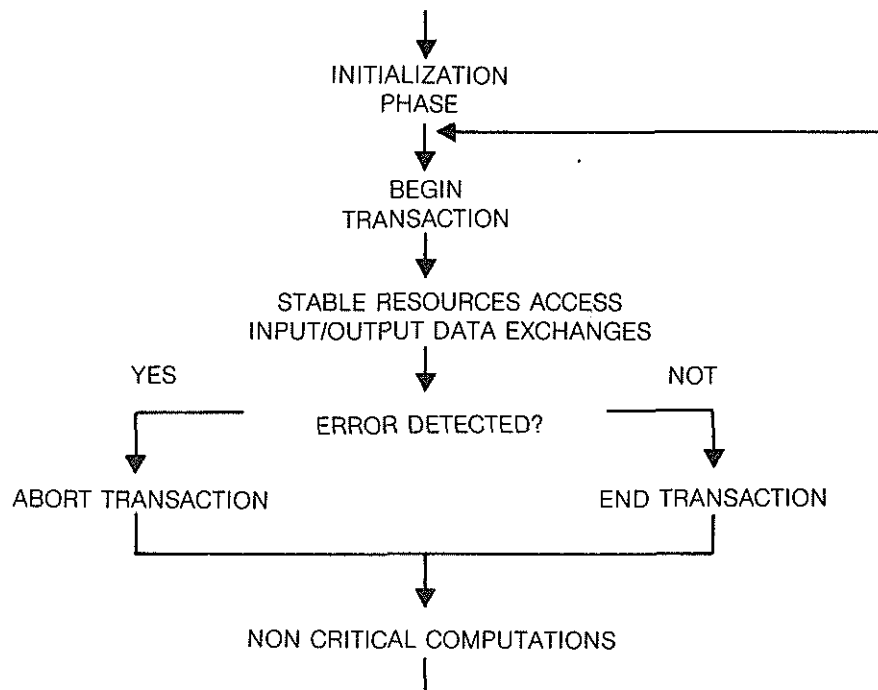 INITIALIZATION
PHASE
BEGIN
TRANSACTION
STABLE RESOURCES ACCESS
INPUT/OUTPUT DATA EXCHANGES
YES
NOT
ERROR DETECTED?
ABORT TRANSACTION
END TRANSACTION
NON CRITICAL COMPUTATIONS